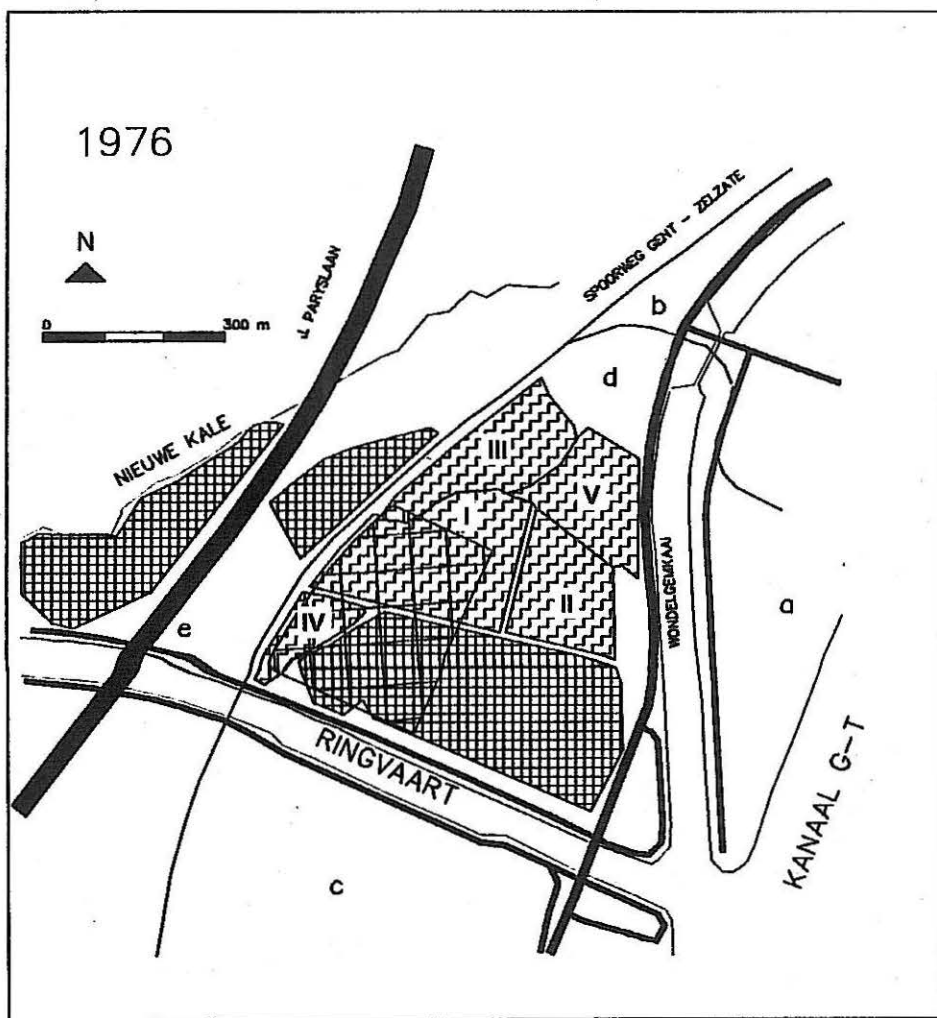 1976
N
0 300 m
J. PARYSLAAN
SPOORWEG GENT - ZELZATE
b
d
NIEUWE KALE
III
V
I
II
WONDELGEMKAAI
a
IV
e
RINGVAART
KANAAL G-T
c